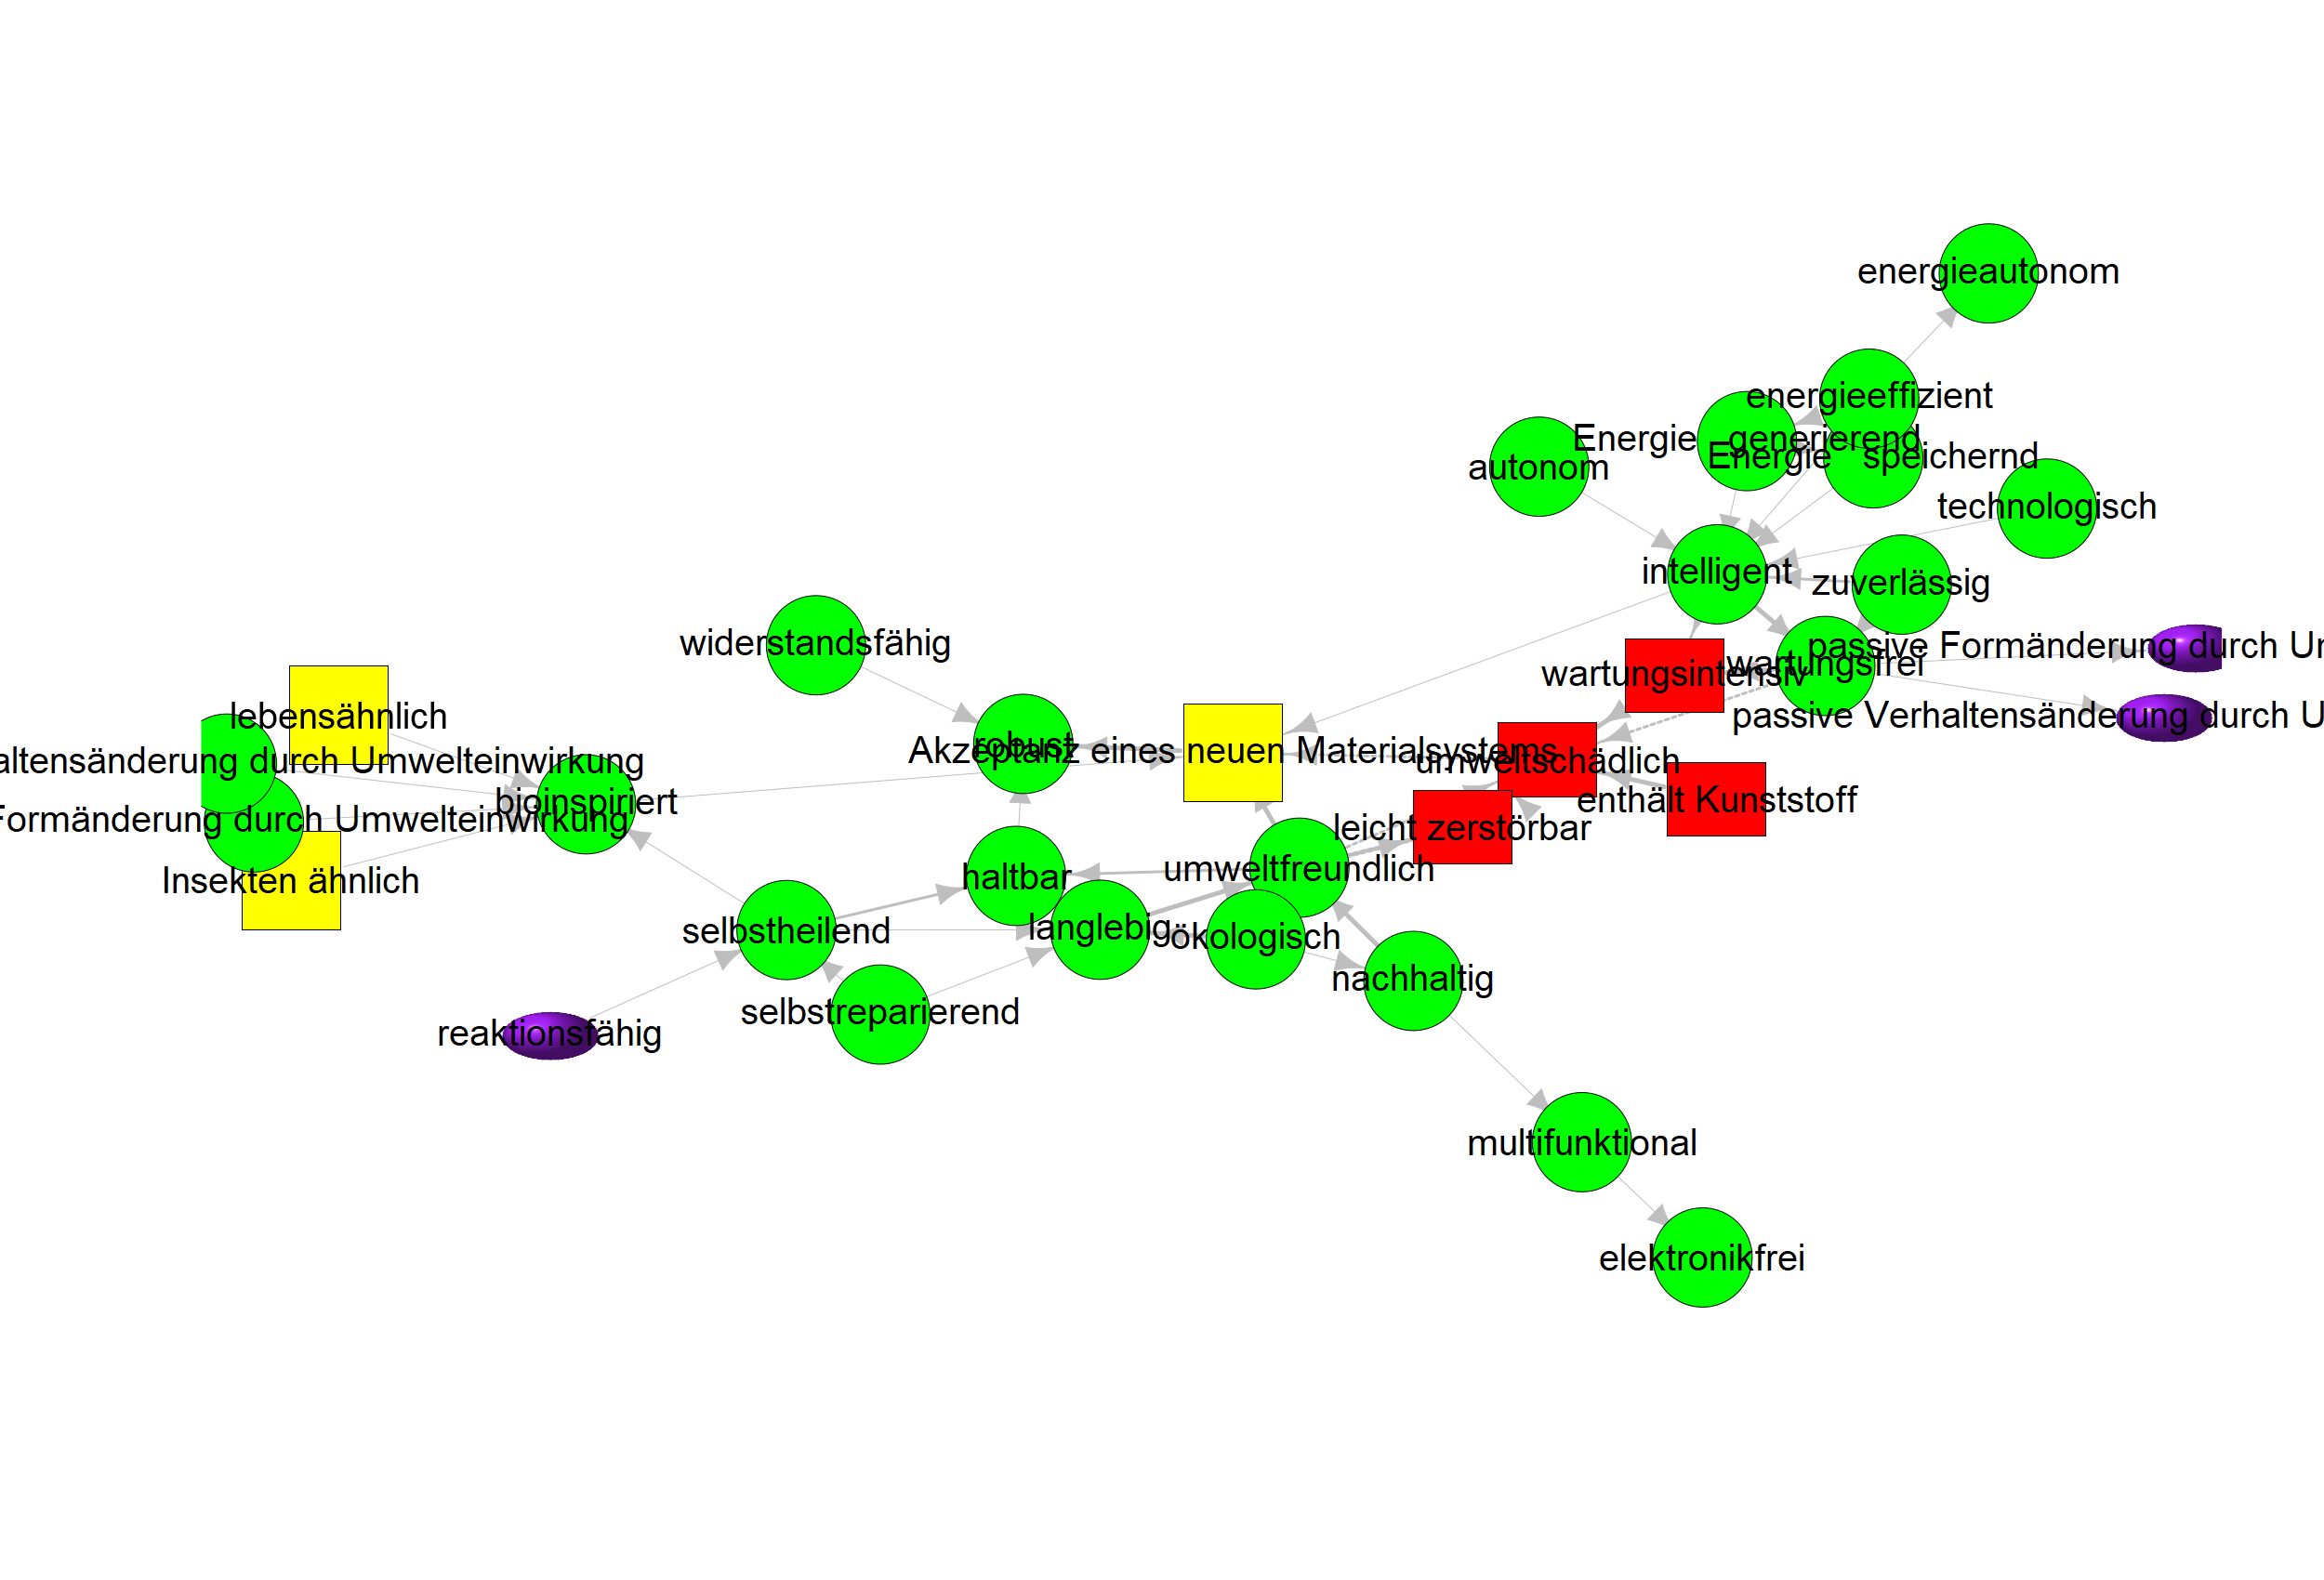 energieautonom
energieeffizient
Energie generierend
Energie speichernd
autonom
technologisch
intelligent
zuverlässig
widerstandsfähig
passive Formänderung durch
wartungsfrei
wartungsintensiv
lebensähnlich
passive Verhaltensänderung durch
robust
Akzeptanz eines neuen Materialsystems
durch Umwelteinwirkung
umweltschädlich
bioinspiriert
enthält Kunststoff
Formänderung durch Umwelteinwirkung
leicht zerstörbar
umweltfreundlich
haltbar
Insekten ähnlich
langlebig
selbstheilend
ökologisch
nachhaltig
selbstreparierend
reaktionsfähig
multifunktional
elektronikfrei